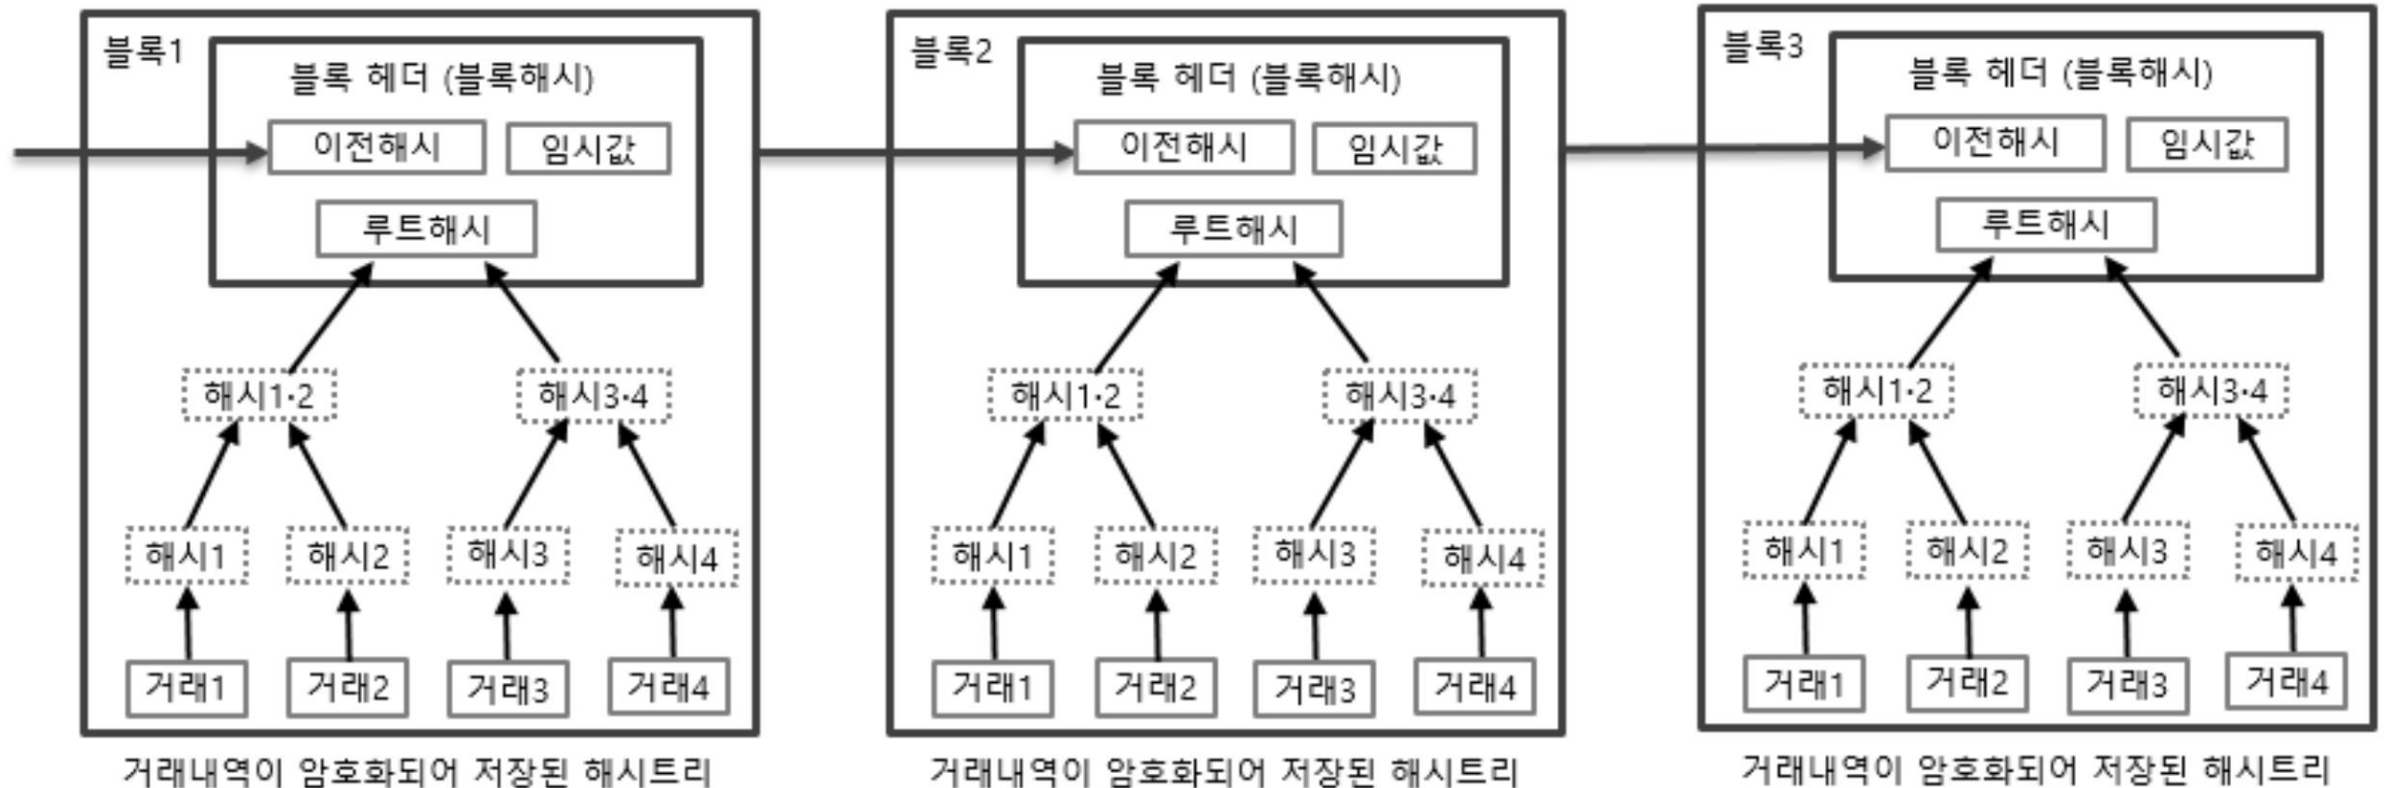 블록1
블록 헤더 (블록해시)
이전해시
임시값
루트해시
해시1·2
해시3·4
해시1
해시2
해시3
해시4
거래1
거래2
거래3
거래4
거래내역이 암호화되어 저장된 해시트리
블록2
블록 헤더 (블록해시)
이전해시
임시값
루트해시
해시1·2
해시3·4
해시1
해시2
해시3
해시4
거래1
거래2
거래3
거래4
거래내역이 암호화되어 저장된 해시트리
블록3
블록 헤더 (블록해시)
이전해시
임시값
루트해시
해시1·2
해시3·4
해시1
해시2
해시3
해시4
거래1
거래2
거래3
거래4
거래내역이 암호화되어 저장된 해시트리